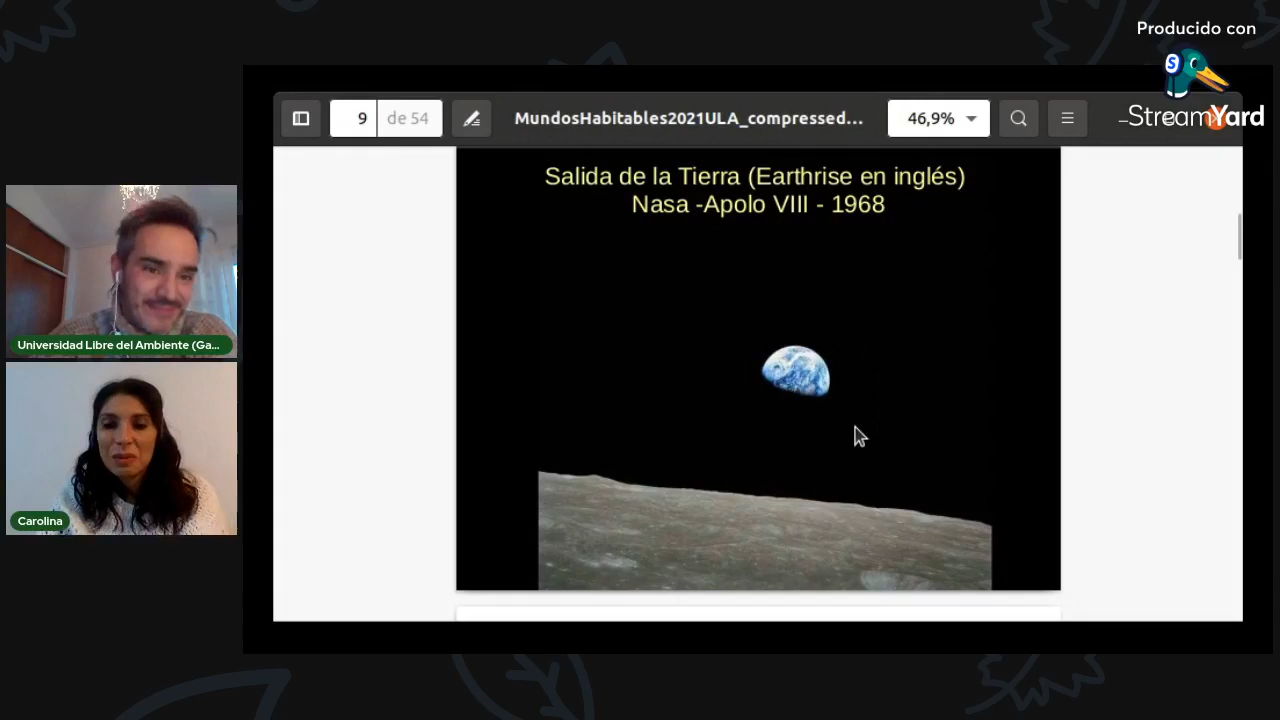 Producido con
StreamYard
9 de 54
MundosHabitables2021ULA_compressed...
46,9%
Salida de la Tierra (Earthrise en inglés)
Nasa -Apolo VIII - 1968
Universidad Libre del Ambiente (Ga...
Carolina